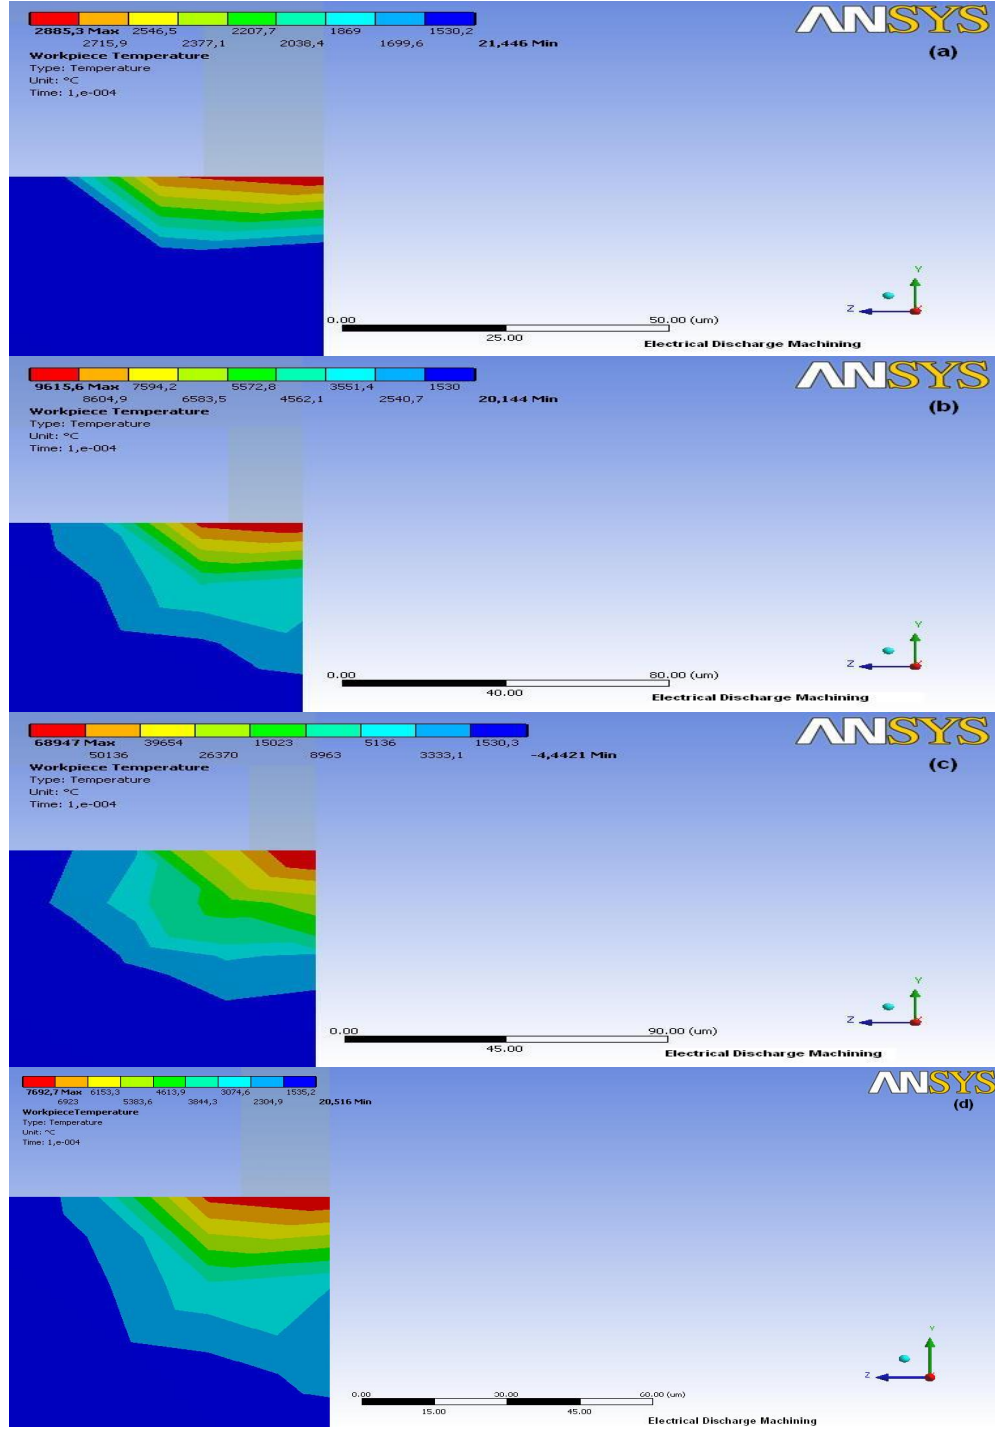 ANSYS
(a)
2885,3 Max 2546,5 2207,7 1869 1530,2
2715,9 2377,1 2038,4 1699,6 21,446 Min
Workpiece Temperature
Type: Temperature
Unit: °C
Time: 1,e-004
Y
Z
0.00 50.00 (um)
25.00
Electrical Discharge Machining
ANSYS
(b)
9615,6 Max 7594,2 5572,8 3551,4 1530
8604,9 6583,5 4562,1 2540,7 20,144 Min
Workpiece Temperature
Type: Temperature
Unit: °C
Time: 1,e-004
Y
Z
0.00 80.00 (um)
40.00
Electrical Discharge Machining
ANSYS
(c)
68947 Max 39654 15023 5136 1530,3
50136 26370 8963 3333,1 -4,4421 Min
Workpiece Temperature
Type: Temperature
Unit: °C
Time: 1,e-004
Y
Z
0.00 90.00 (um)
45.00
Electrical Discharge Machining
ANSYS
(d)
7692,7 Max 6153,3 4613,9 3074,6 1535,2
6923 5383,6 3844,3 2304,9 20,516 Min
WorkpieceTemperature
Type: Temperature
Unit: °C
Time: 1,e-004
Y
Z
0.00 30.00 60.00 (um)
15.00 45.00
Electrical Discharge Machining